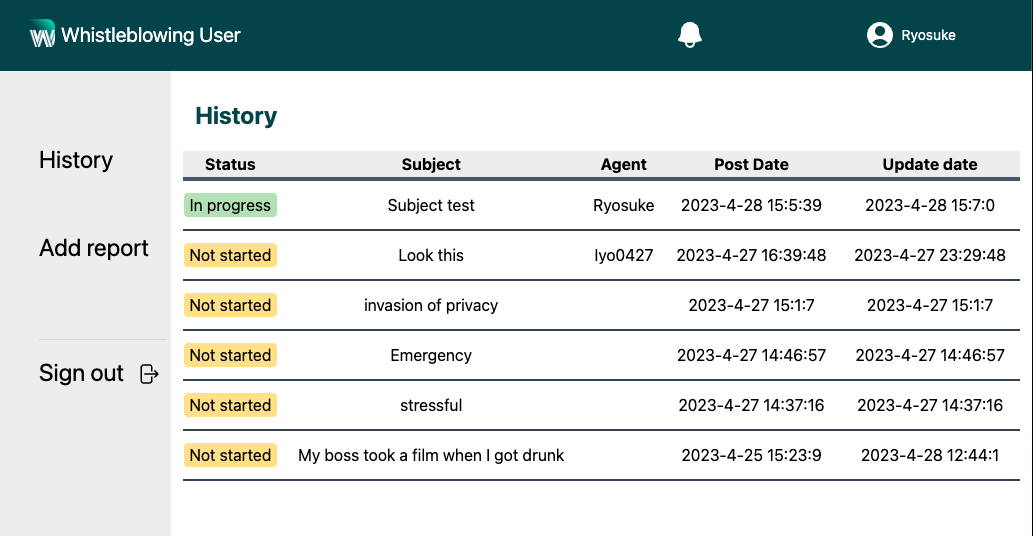 Whistleblowing User
Ryosuke
History
Add report
Sign out
History
Status Subject Agent Post Date Update date
In progress Subject test Ryosuke 2023-4-28 15:5:39 2023-4-28 15:7:0
Not started Look this Iyo0427 2023-4-27 16:39:48 2023-4-27 23:29:48
Not started invasion of privacy 2023-4-27 15:1:7 2023-4-27 15:1:7
Not started Emergency 2023-4-27 14:46:57 2023-4-27 14:46:57
Not started stressful 2023-4-27 14:37:16 2023-4-27 14:37:16
Not started My boss took a film when I got drunk 2023-4-25 15:23:9 2023-4-28 12:44:1